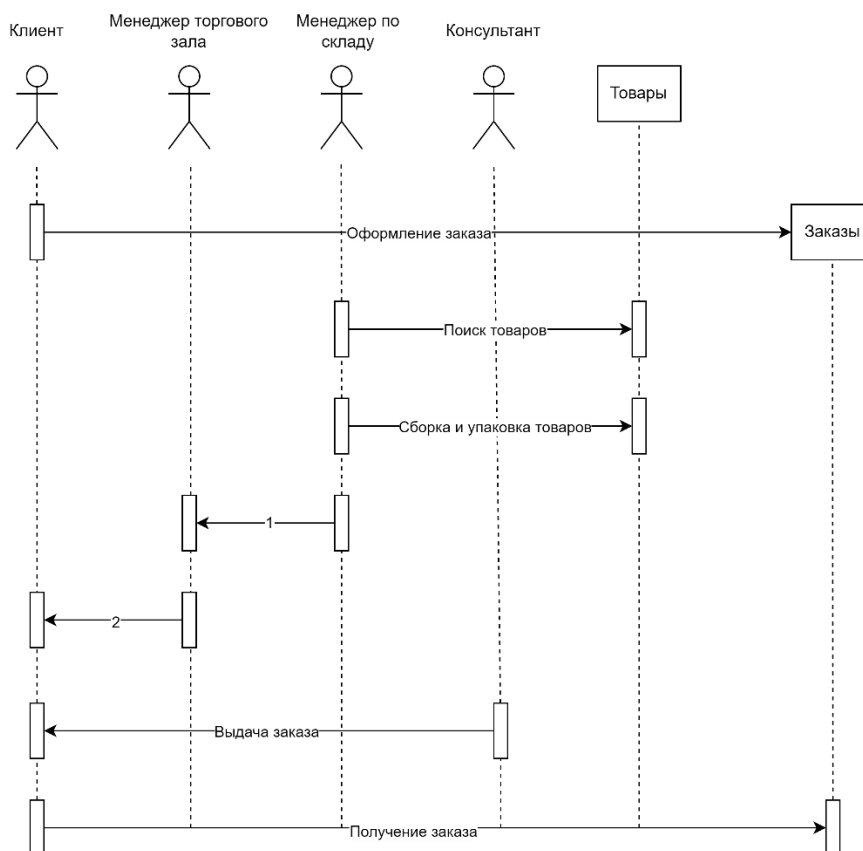 Клиент
Менеджер торгового
зала
Менеджер по
складу
Консультант
Товары
Оформление заказа
Заказы
Поиск товаров
Сборка и упаковка товаров
1
2
Выдача заказа
Получение заказа